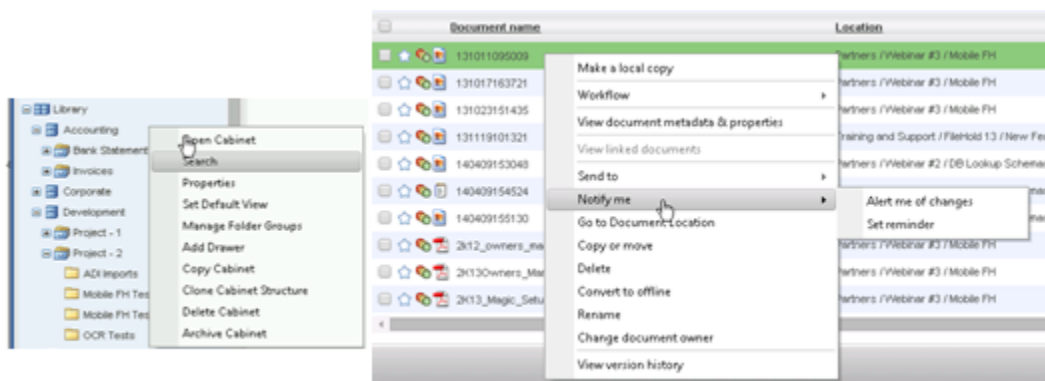 Library
Accounting
Bank Statement
Invoices
Corporate
Development
Project - 1
Project - 2
ADI Imports
Mobile FH Tes
Mobile FH Tes
OCR Tests
Open Cabinet
Search
Properties
Set Default View
Manage Folder Groups
Add Drawer
Copy Cabinet
Clone Cabinet Structure
Delete Cabinet
Archive Cabinet
Document name Location
131011095009 Partners / Webinar #3 / Mobile FH
131017163721 Partners / Webinar #3 / Mobile FH
131023151435 Partners / Webinar #3 / Mobile FH
131119101321 Training and Support / FileHold 13 / New Fe
140409153048 Partners / Webinar #2 / DB Lookup Schema
140409154524
140409155130
2k12_owners_ma Partners / Webinar #3 / Mobile FH
2K13Owners_Mar Partners / Webinar #3 / Mobile FH
2K13_Magic_Setu Partners / Webinar #3 / Mobile FH
Make a local copy
Workflow
View document metadata & properties
View linked documents
Send to
Notify me
Go to Document Location
Copy or move
Delete
Convert to offline
Rename
Change document owner
View version history
Alert me of changes
Set reminder